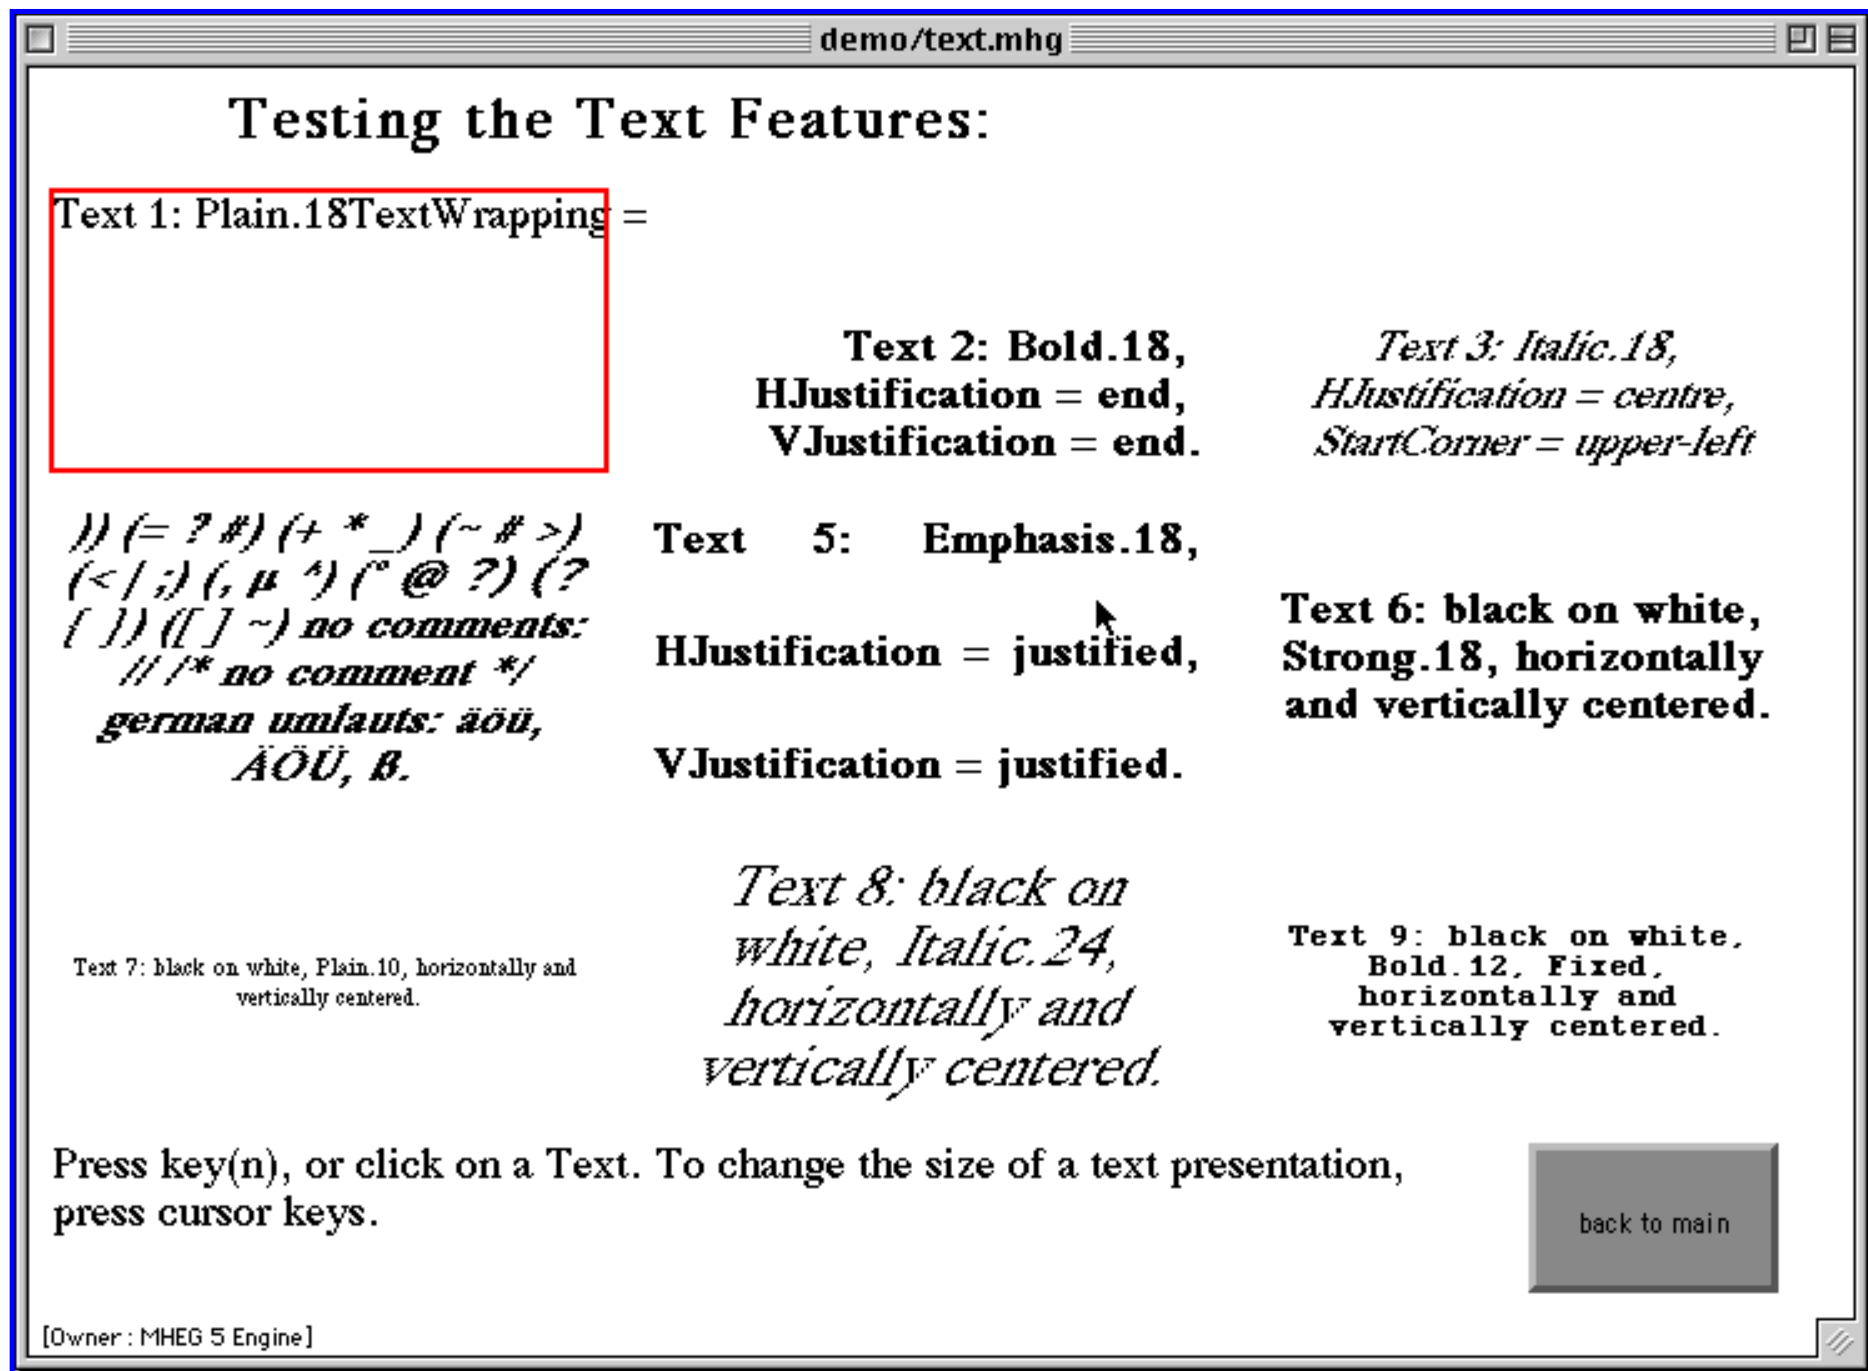 demo/text.mhg
Testing the Text Features:
Text 1: Plain.18TextWrapping =
Text 2: Bold.18,
HJustification = end,
VJustification = end.
Text 3: Italic.18,
HJustification = centre,
StartCorner = upper-left
)) (= ? #) (+ * _) (~ # >)
(< | ;) (, µ ^) (° @ ?) (?
{ }) ([ ] ~) no comments:
// /* no comment */
german umlauts: äöü,
ÄÖÜ, ß.
Text 5: Emphasis.18,
HJustification = justified,
VJustification = justified.
Text 6: black on white,
Strong.18, horizontally
and vertically centered.
Text 7: black on white, Plain.10, horizontally and
vertically centered.
Text 8: black on
white, Italic.24,
horizontally and
vertically centered.
Text 9: black on white,
Bold.12, Fixed,
horizontally and
vertically centered.
Press key(n), or click on a Text. To change the size of a text presentation,
press cursor keys.
back to main
[Owner : MHEG 5 Engine]